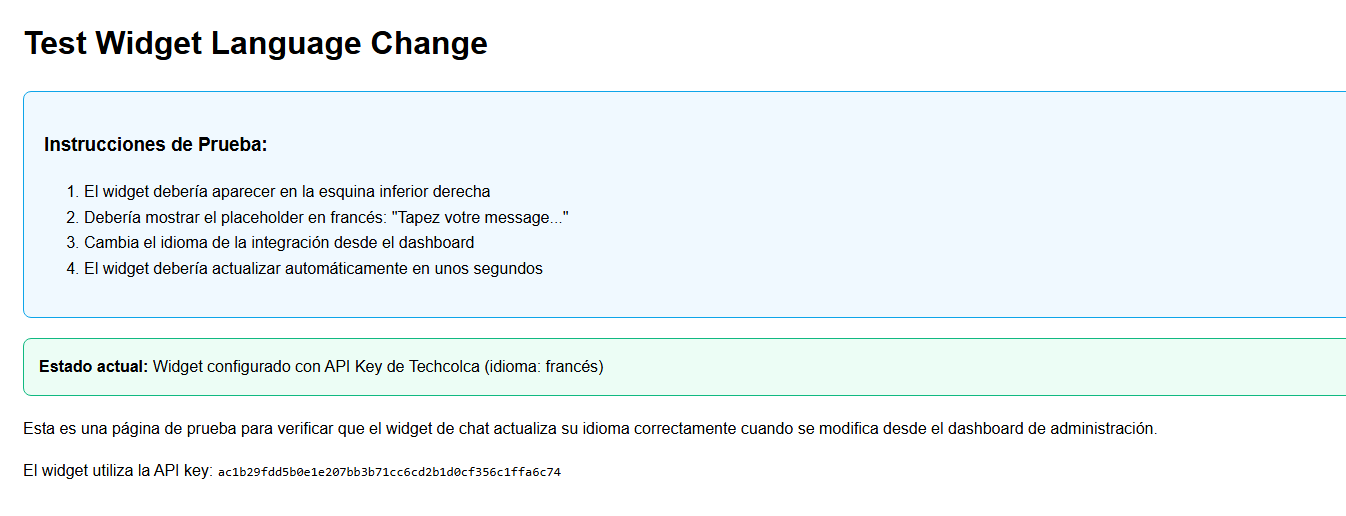 Test Widget Language Change
Instrucciones de Prueba:
1. El widget debería aparecer en la esquina inferior derecha
2. Debería mostrar el placeholder en francés: "Tapez votre message..."
3. Cambia el idioma de la integración desde el dashboard
4. El widget debería actualizar automáticamente en unos segundos
Estado actual: Widget configurado con API Key de Techcolca (idioma: francés)
Esta es una página de prueba para verificar que el widget de chat actualiza su idioma correctamente cuando se modifica desde el dashboard de administración.
El widget utiliza la API key: ac1b29fdd5b0e1e207bb3b71cc6cd2b1d0cf356c1ffa6c74